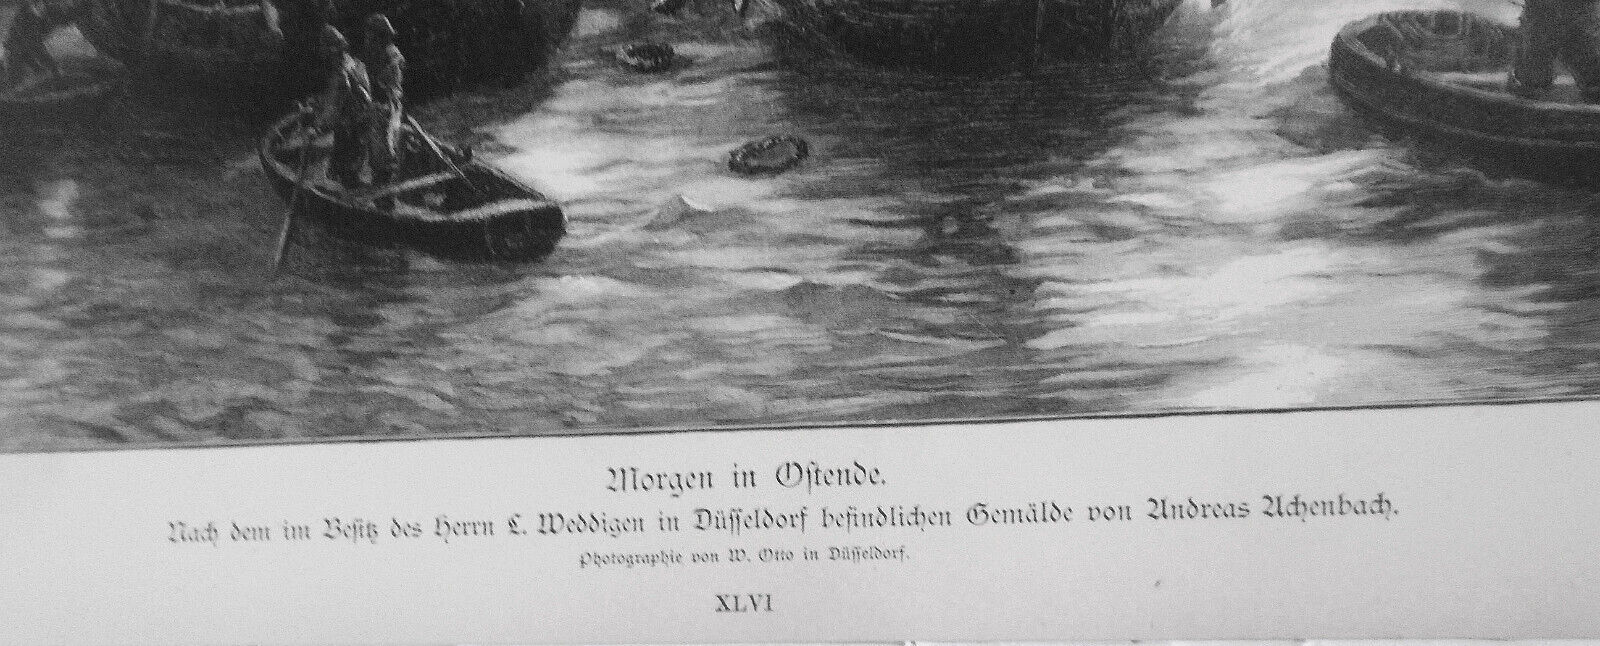 Morgen in Ostende.
Nach dem im Besitz des Herrn L. Weddigen in Düsseldorf befindlichen Gemälde von Andreas Achenbach.
Photographie von W. Otto in Düsseldorf.
XLVI